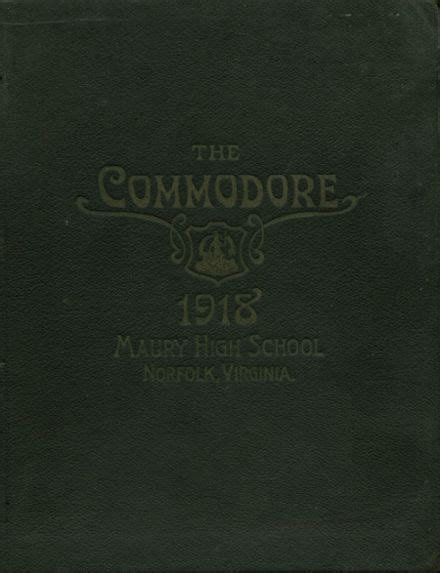 THE
COMMODORE
1918
MAURY HIGH SCHOOL
NORFOLK, VIRGINIA.